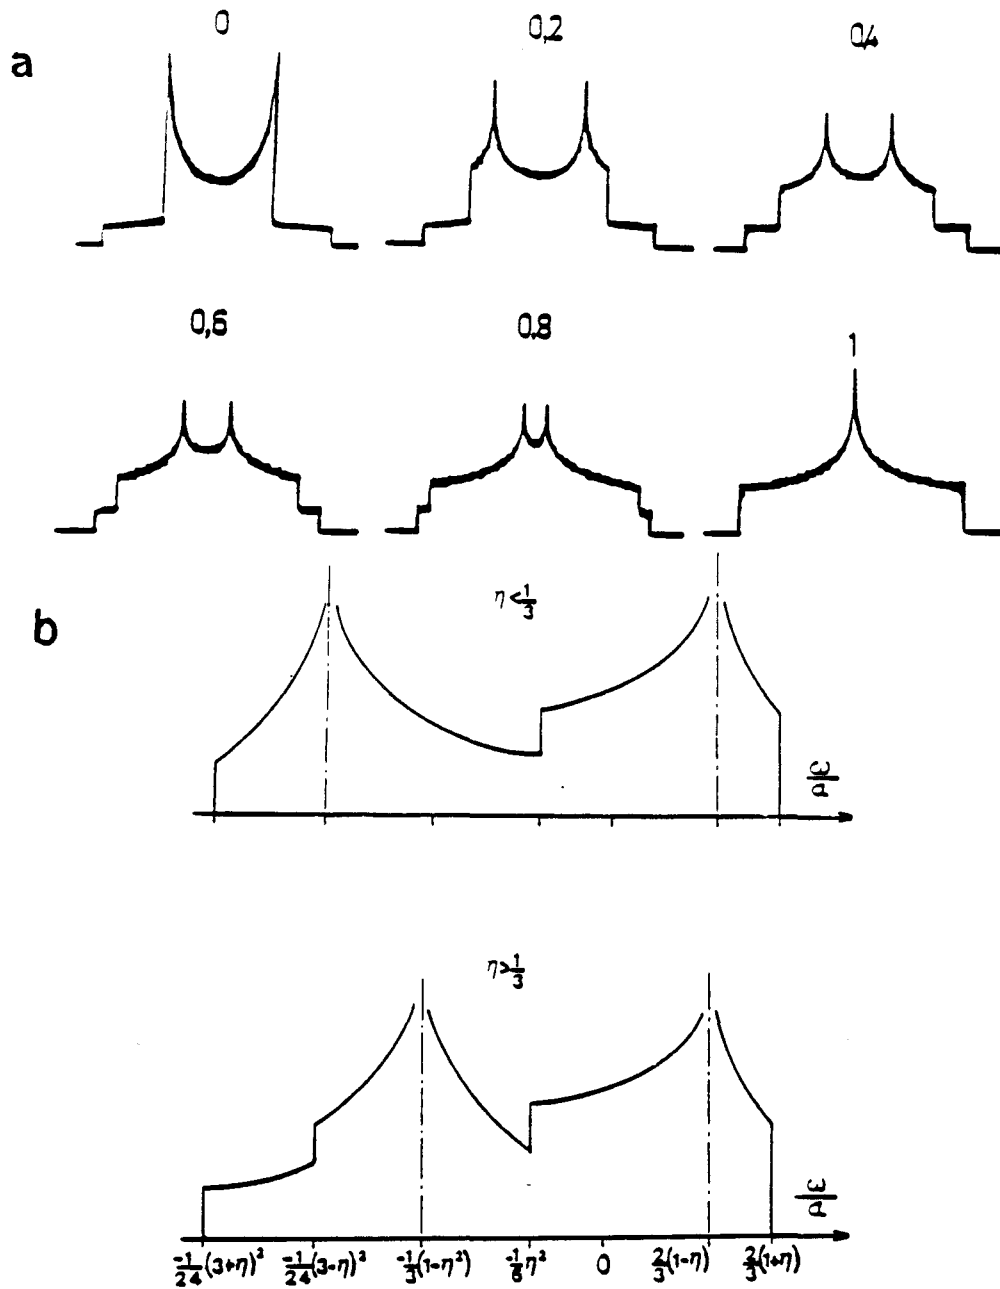 a
0
0,2
0,4
0,6
0,8
1
b
η<1/3
ω/a
η>1/3
ω/a
-1/24(3+η)² -1/24(3-η)² -1/3(1-η²) -1/6η² 0 2/3(1-η) 2/3(1+η)